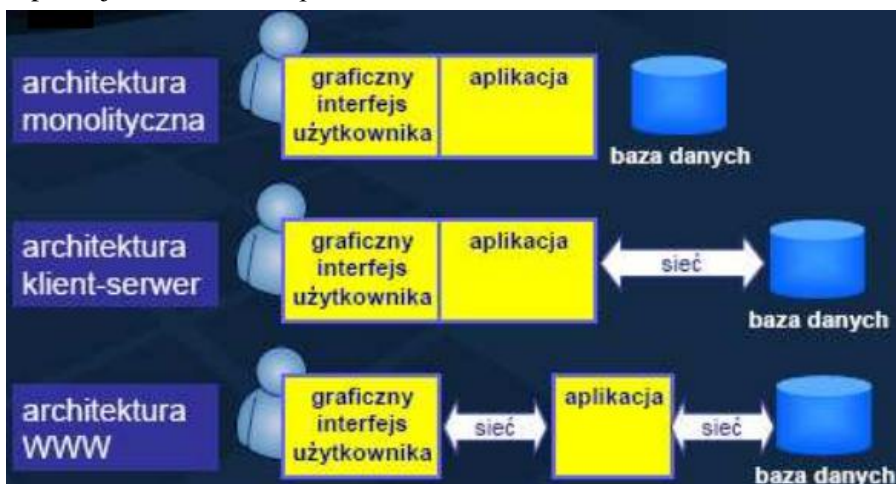 architektura
monolityczna
graficzny
interfejs
użytkownika
aplikacja
baza danych
architektura
klient-serwer
graficzny
interfejs
użytkownika
aplikacja
sieć
baza danych
architektura
WWW
graficzny
interfejs
użytkownika
sieć
aplikacja
sieć
baza danych